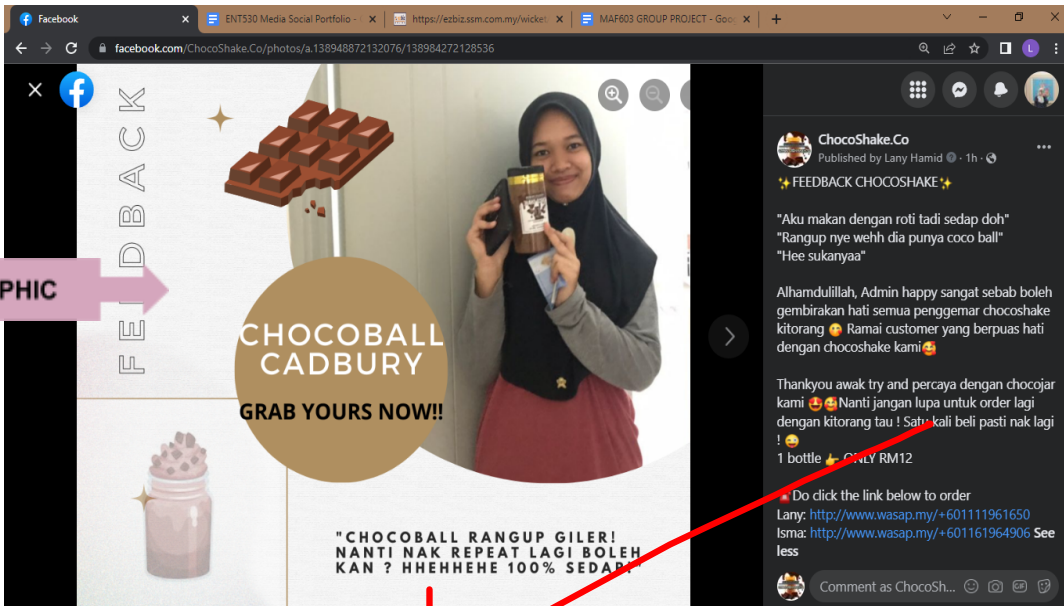 Facebook
ENT530 Media Social Portfolio -
https://ezbiz.ssm.com.my/wicket
MAF603 GROUP PROJECT - Goo
facebook.com/ChocoShake.Co/photos/a.138948872132076/138984272128536
L
FEEDBACK
PHIC
CHOCOBALL
CADBURY
GRAB YOURS NOW!!
"CHOCOBALL RANGUP GILER!
NANTI NAK REPEAT LAGI BOLEH
KAN ? HHEHHEHE 100% SEDAP!"
ChocoShake.Co
Published by Lany Hamid · 1h ·
✨FEEDBACK CHOCOSHAKE✨
"Aku makan dengan roti tadi sedap doh"
"Rangup nye wehh dia punya coco ball"
"Hee sukanyaa"
Alhamdulillah, Admin happy sangat sebab boleh
gembirakan hati semua penggemar chocoshake
kitorang 😋 Ramai customer yang berpuas hati
dengan chocoshake kami🥰
Thankyou awak try and percaya dengan chocojar
kami 🤩🥰Nanti jangan lupa untuk order lagi
dengan kitorang tau ! Satu kali beli pasti nak lagi
! 😄
1 bottle 👉 ONLY RM12
🚨Do click the link below to order
Lany: http://www.wasap.my/+601111961650
Isma: http://www.wasap.my/+601161964906 See
less
Comment as ChocoSh...
GIF